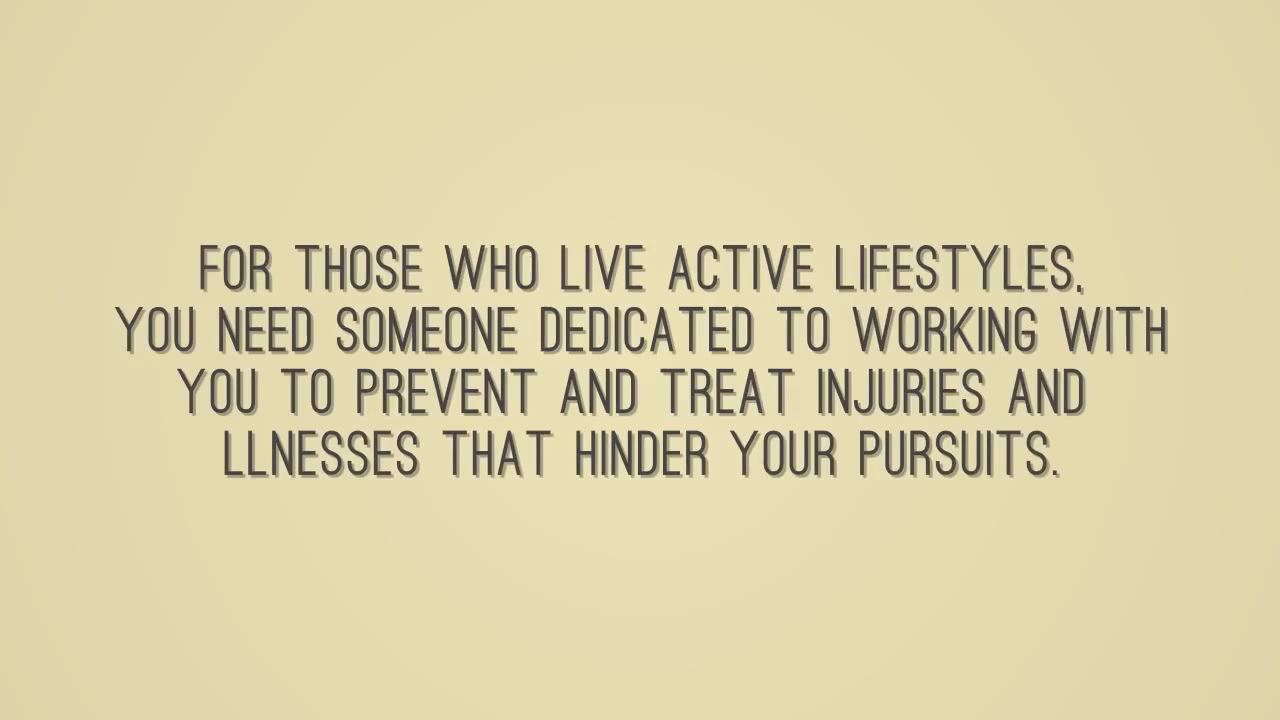 FOR THOSE WHO LIVE ACTIVE LIFESTYLES,
YOU NEED SOMEONE DEDICATED TO WORKING WITH
YOU TO PREVENT AND TREAT INJURIES AND
LLNESSES THAT HINDER YOUR PURSUITS.